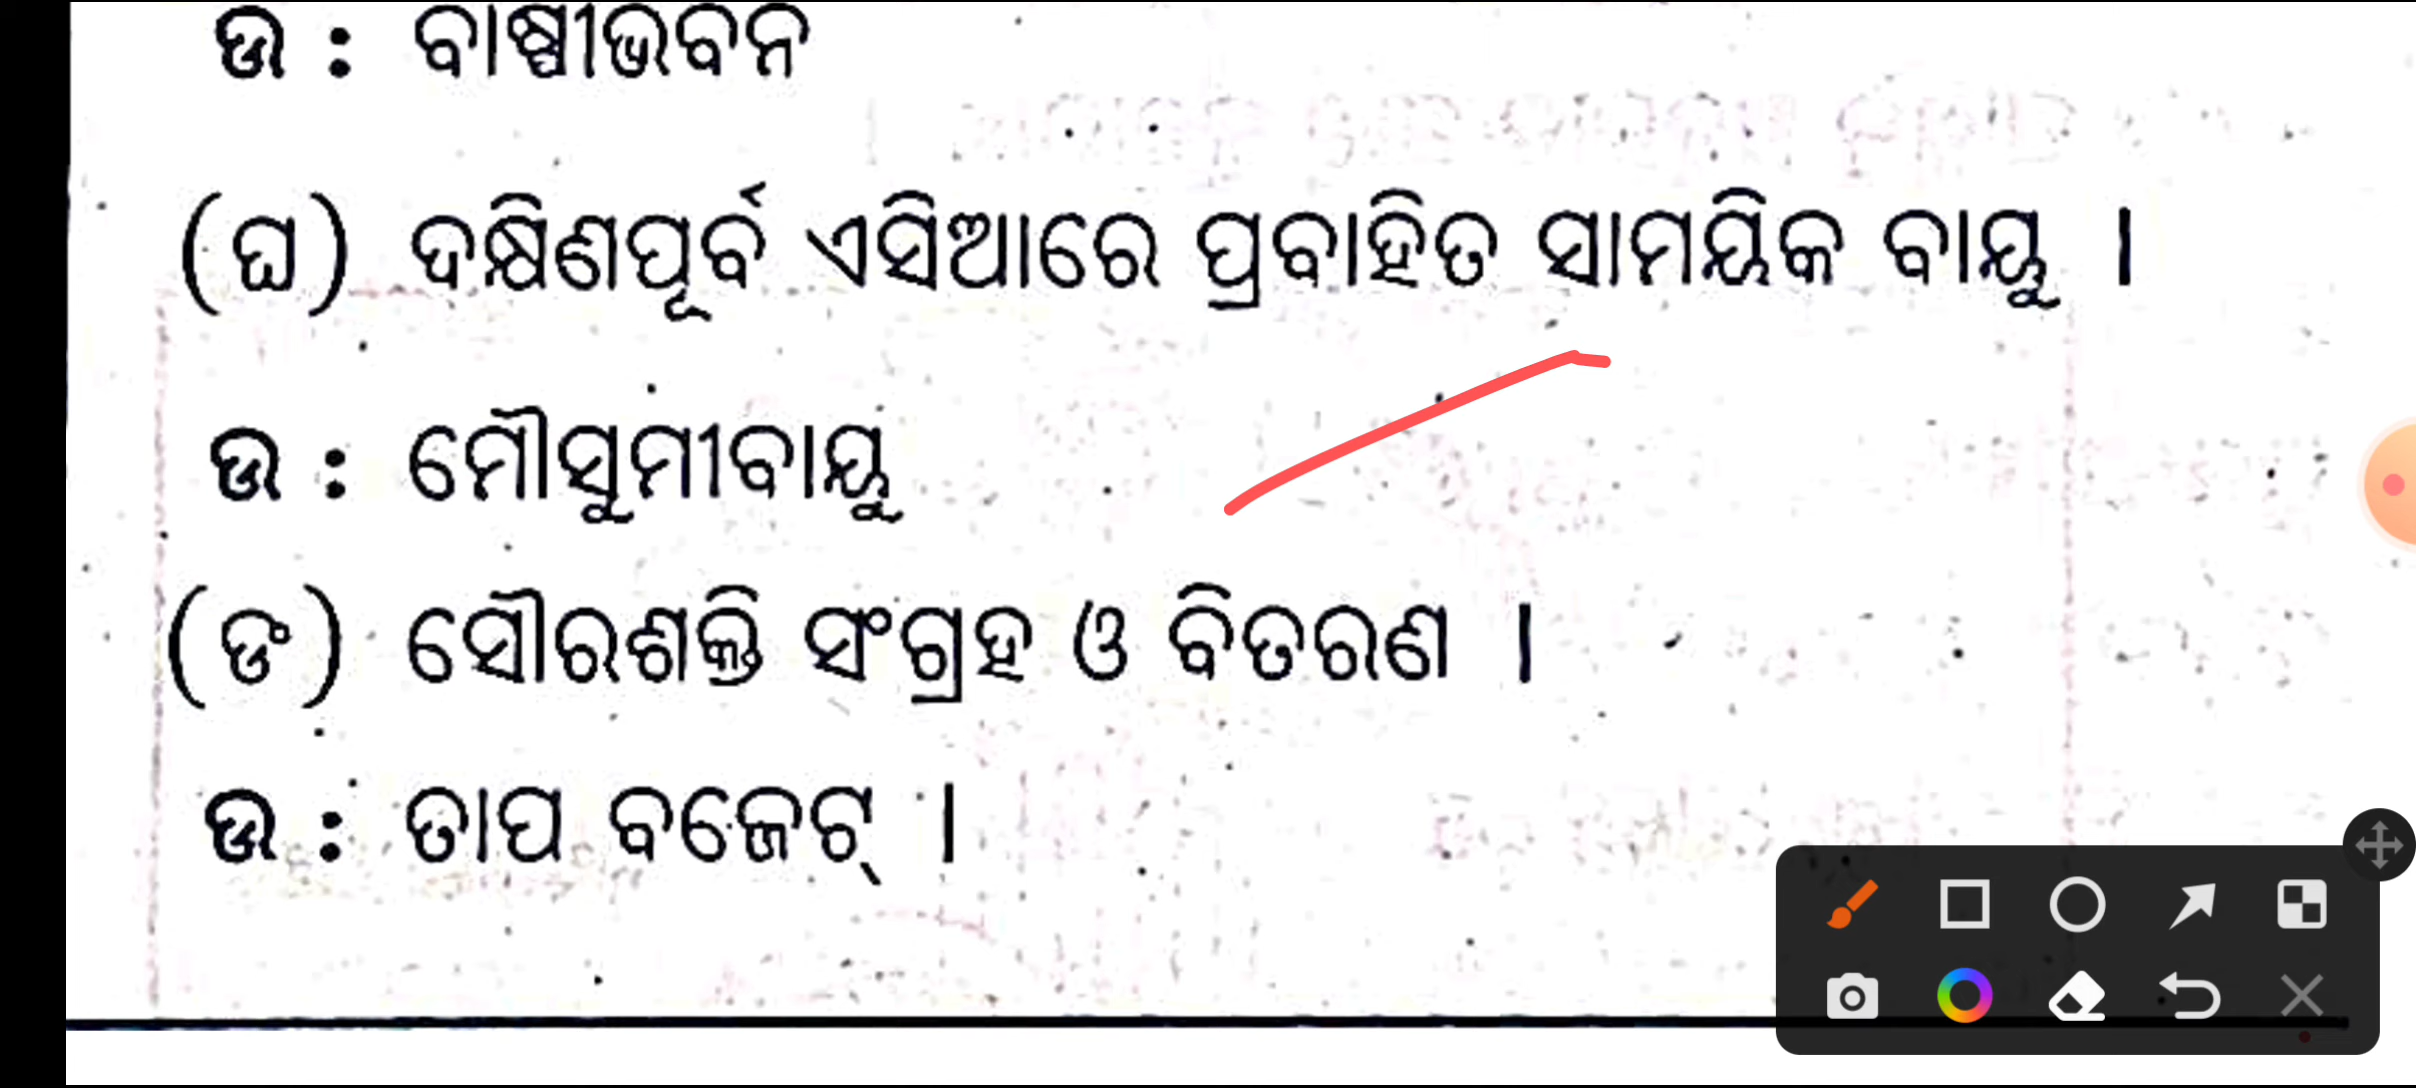 ଉ : ବାଷ୍ପୀଭବନ
(ଘ) ଦକ୍ଷିଣପୂର୍ବ ଏସିଆରେ ପ୍ରବାହିତ ସାମୟିକ ବାୟୁ ।
ଉ : ମୌସୁମୀବାୟୁ
(ଙ) ସୌରଶକ୍ତି ସଂଗ୍ରହ ଓ ବିତରଣ ।
ଉ : ତାପ ବଜେଟ୍ ।